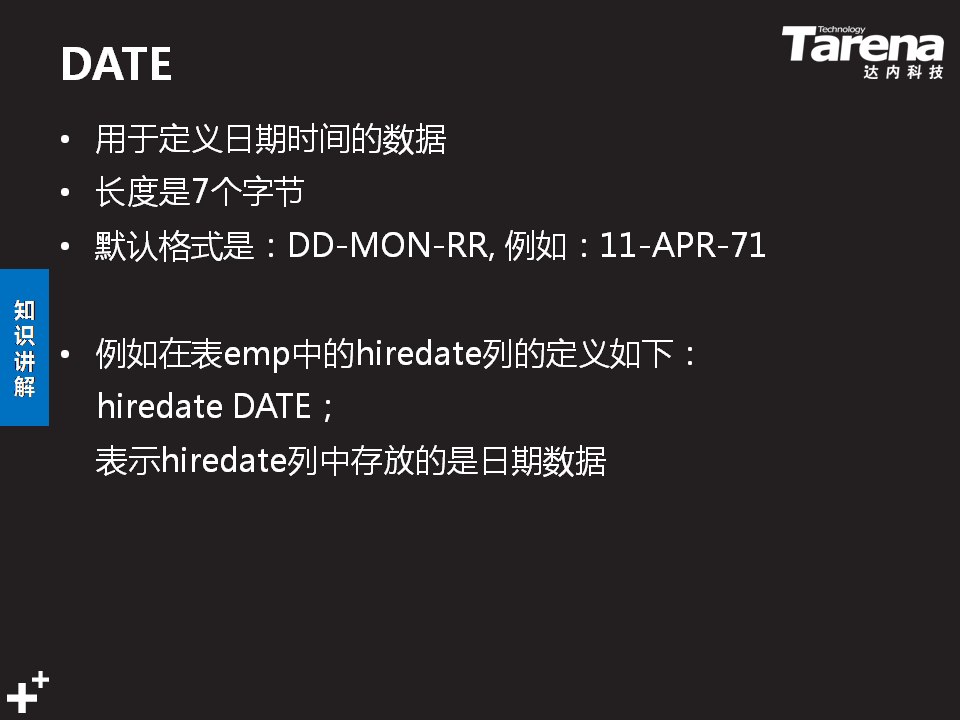 DATE
Technology
Tarena
达内科技
• 用于定义日期时间的数据
• 长度是7个字节
• 默认格式是：DD-MON-RR, 例如：11-APR-71
知识讲解
• 例如在表emp中的hiredate列的定义如下：
hiredate DATE；
表示hiredate列中存放的是日期数据